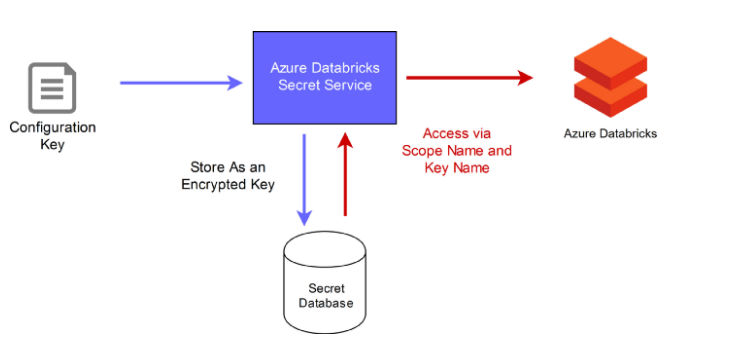 Azure Databricks
Secret Service
Configuration
Key
Access via
Scope Name and
Key Name
Azure Databricks
Store As an
Encrypted Key
Secret
Database